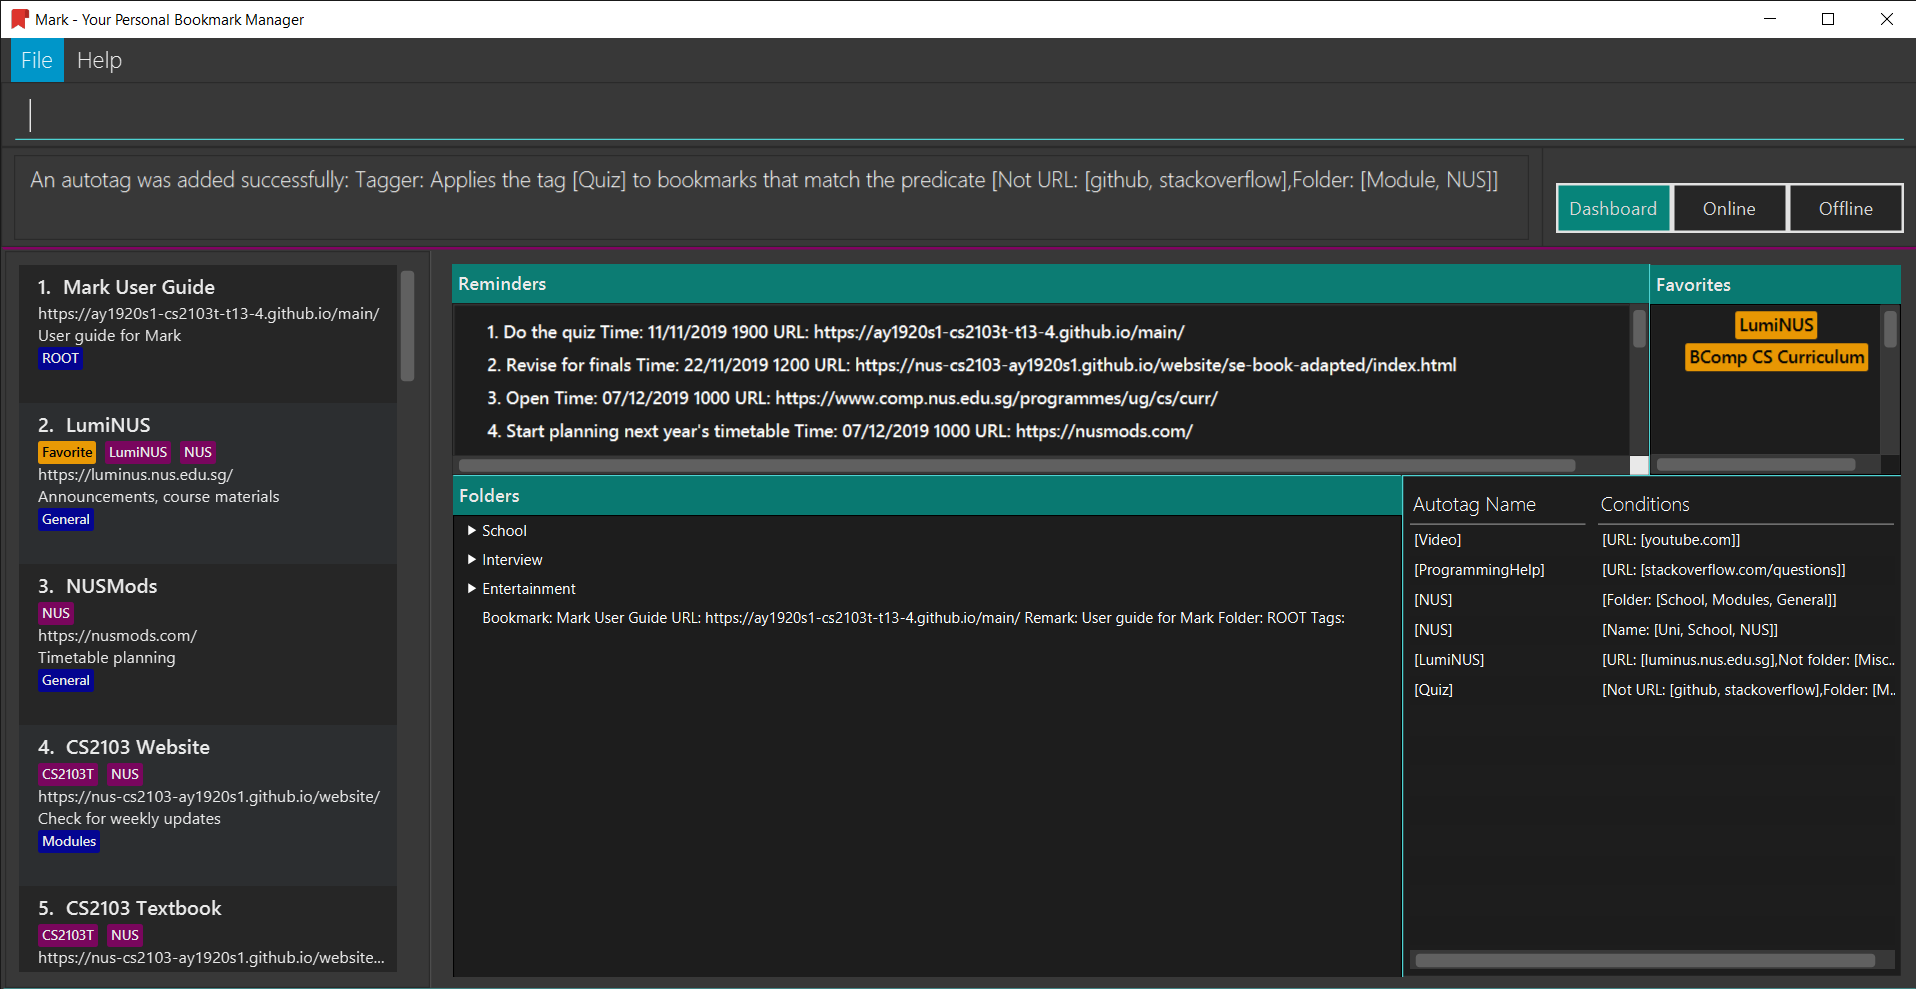 Mark - Your Personal Bookmark Manager
File Help
An autotag was added successfully: Tagger: Applies the tag [Quiz] to bookmarks that match the predicate [Not URL: [github, stackoverflow],Folder: [Module, NUS]]
Dashboard Online Offline
1. Mark User Guide
https://ay1920s1-cs2103t-t13-4.github.io/main/
User guide for Mark
ROOT
2. LumiNUS
Favorite LumiNUS NUS
https://luminus.nus.edu.sg/
Announcements, course materials
General
3. NUSMods
NUS
https://nusmods.com/
Timetable planning
General
4. CS2103 Website
CS2103T NUS
https://nus-cs2103-ay1920s1.github.io/website/
Check for weekly updates
Modules
5. CS2103 Textbook
CS2103T NUS
https://nus-cs2103-ay1920s1.github.io/website...
Reminders
1. Do the quiz Time: 11/11/2019 1900 URL: https://ay1920s1-cs2103t-t13-4.github.io/main/
2. Revise for finals Time: 22/11/2019 1200 URL: https://nus-cs2103-ay1920s1.github.io/website/se-book-adapted/index.html
3. Open Time: 07/12/2019 1000 URL: https://www.comp.nus.edu.sg/programmes/ug/cs/curr/
4. Start planning next year's timetable Time: 07/12/2019 1000 URL: https://nusmods.com/
Favorites
LumiNUS
BComp CS Curriculum
Folders
School
Interview
Entertainment
Bookmark: Mark User Guide URL: https://ay1920s1-cs2103t-t13-4.github.io/main/ Remark: User guide for Mark Folder: ROOT Tags:
Autotag Name Conditions
[Video] [URL: [youtube.com]]
[ProgrammingHelp] [URL: [stackoverflow.com/questions]]
[NUS] [Folder: [School, Modules, General]]
[NUS] [Name: [Uni, School, NUS]]
[LumiNUS] [URL: [luminus.nus.edu.sg],Not folder: [Misc..
[Quiz] [Not URL: [github, stackoverflow],Folder: [M..